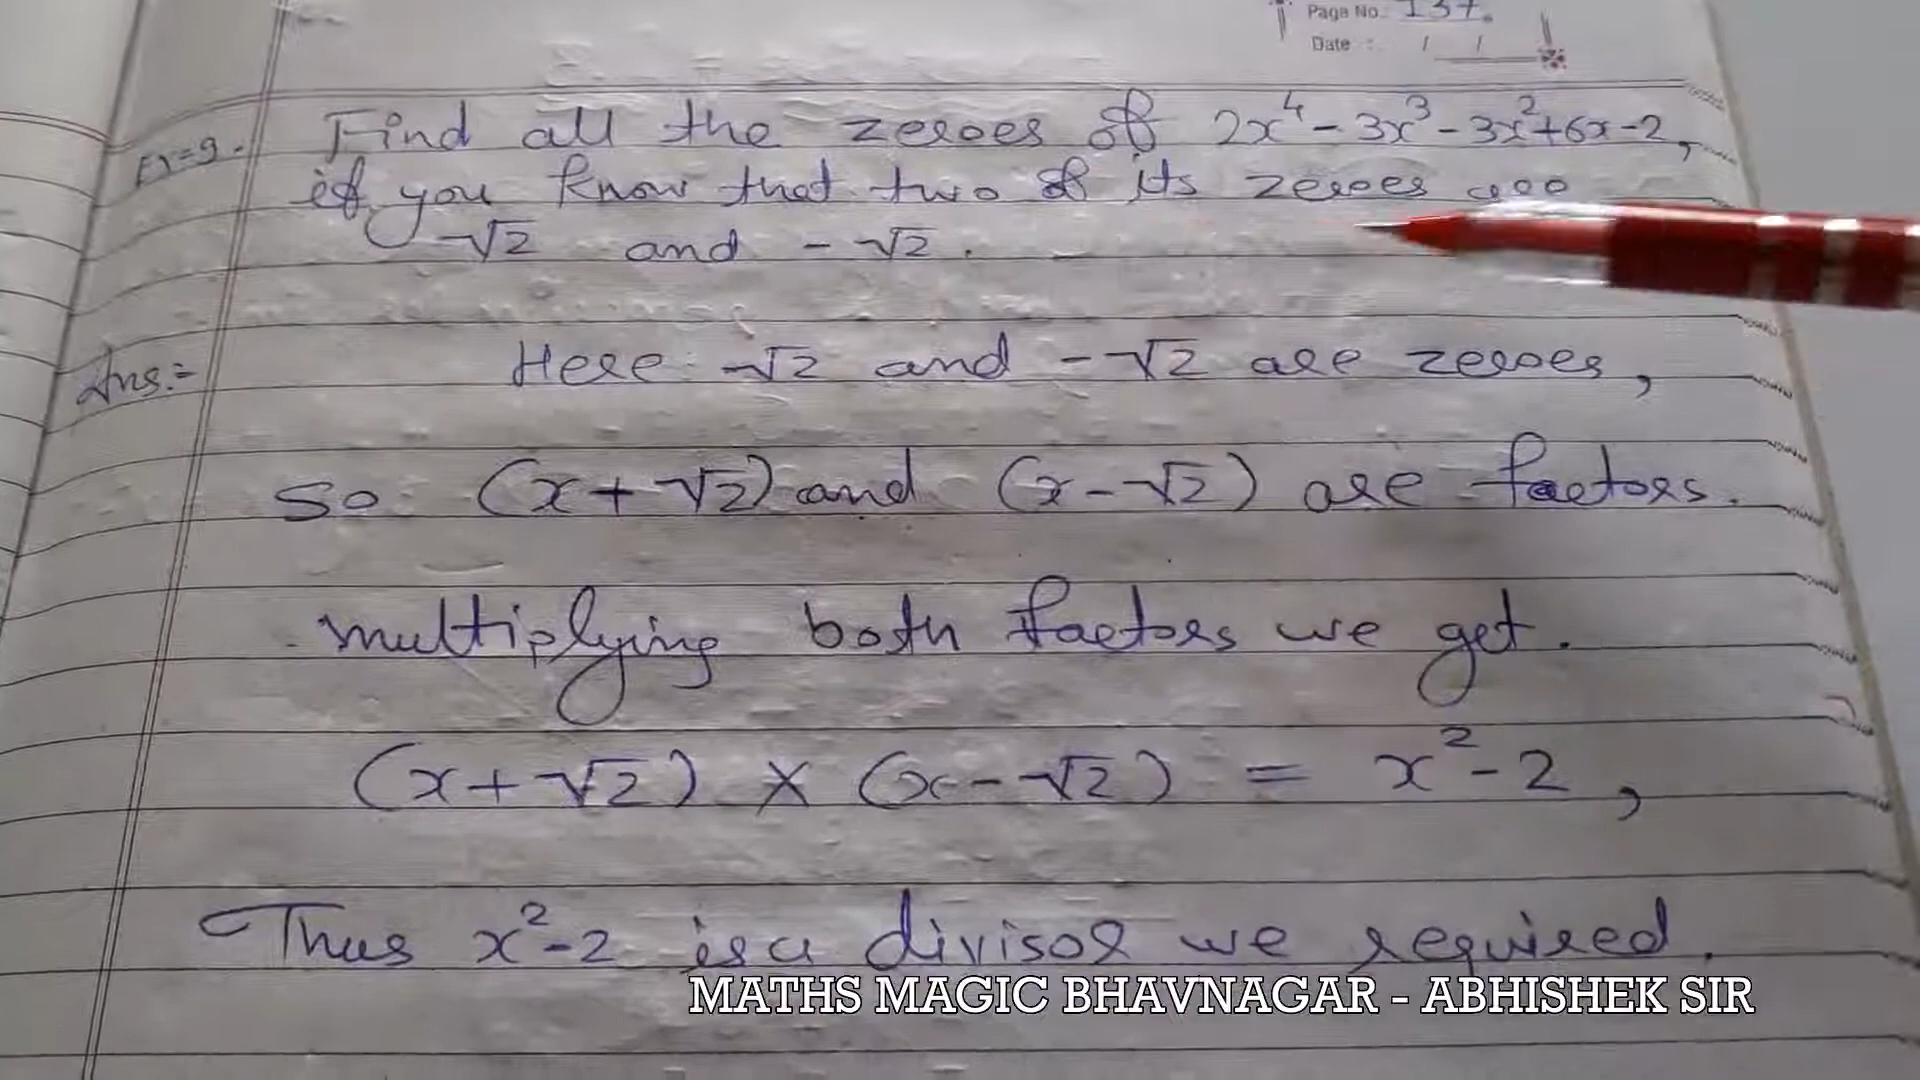 Page No. 137.
Date : / /
Ex=9. Find all the zeroes of 2x⁴-3x³-3x²+6x-2,
if you know that two of its zeroes are
√2 and -√2.
Ans:= Here √2 and -√2 are zeroes,
So (x+√2) and (x-√2) are factors.
multiplying both factors we get.
(x+√2) × (x-√2) = x²-2,
Thus x²-2 is a divisor we required.
MATHS MAGIC BHAVNAGAR - ABHISHEK SIR